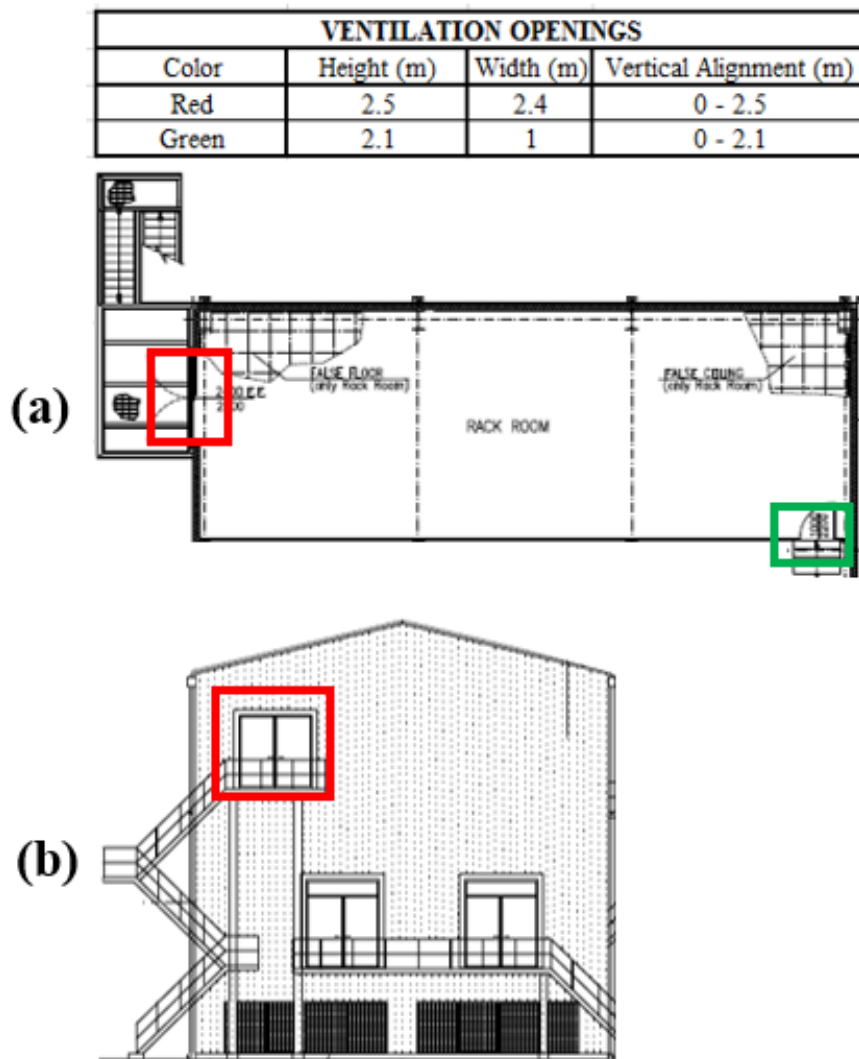 VENTILATION OPENINGS
Color Height (m) Width (m) Vertical Alignment (m)
Red 2.5 2.4 0 - 2.5
Green 2.1 1 0 - 2.1
(a)
FALSE FLOOR
(only Rack Room)
FALSE CEILING
(only Rack Room)
RACK ROOM
(b)